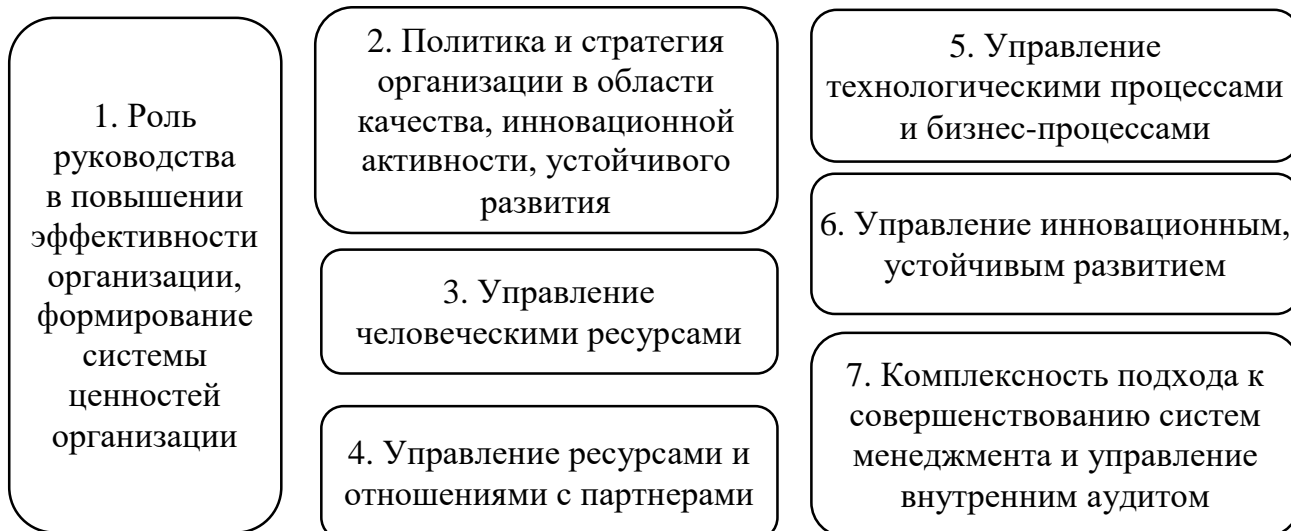 1. Роль
руководства
в повышении
эффективности
организации,
формирование
системы
ценностей
организации
2. Политика и стратегия
организации в области
качества, инновационной
активности, устойчивого
развития
3. Управление
человеческими ресурсами
4. Управление ресурсами и
отношениями с партнерами
5. Управление
технологическими процессами
и бизнес-процессами
6. Управление инновационным,
устойчивым развитием
7. Комплексность подхода к
совершенствованию систем
менеджмента и управление
внутренним аудитом